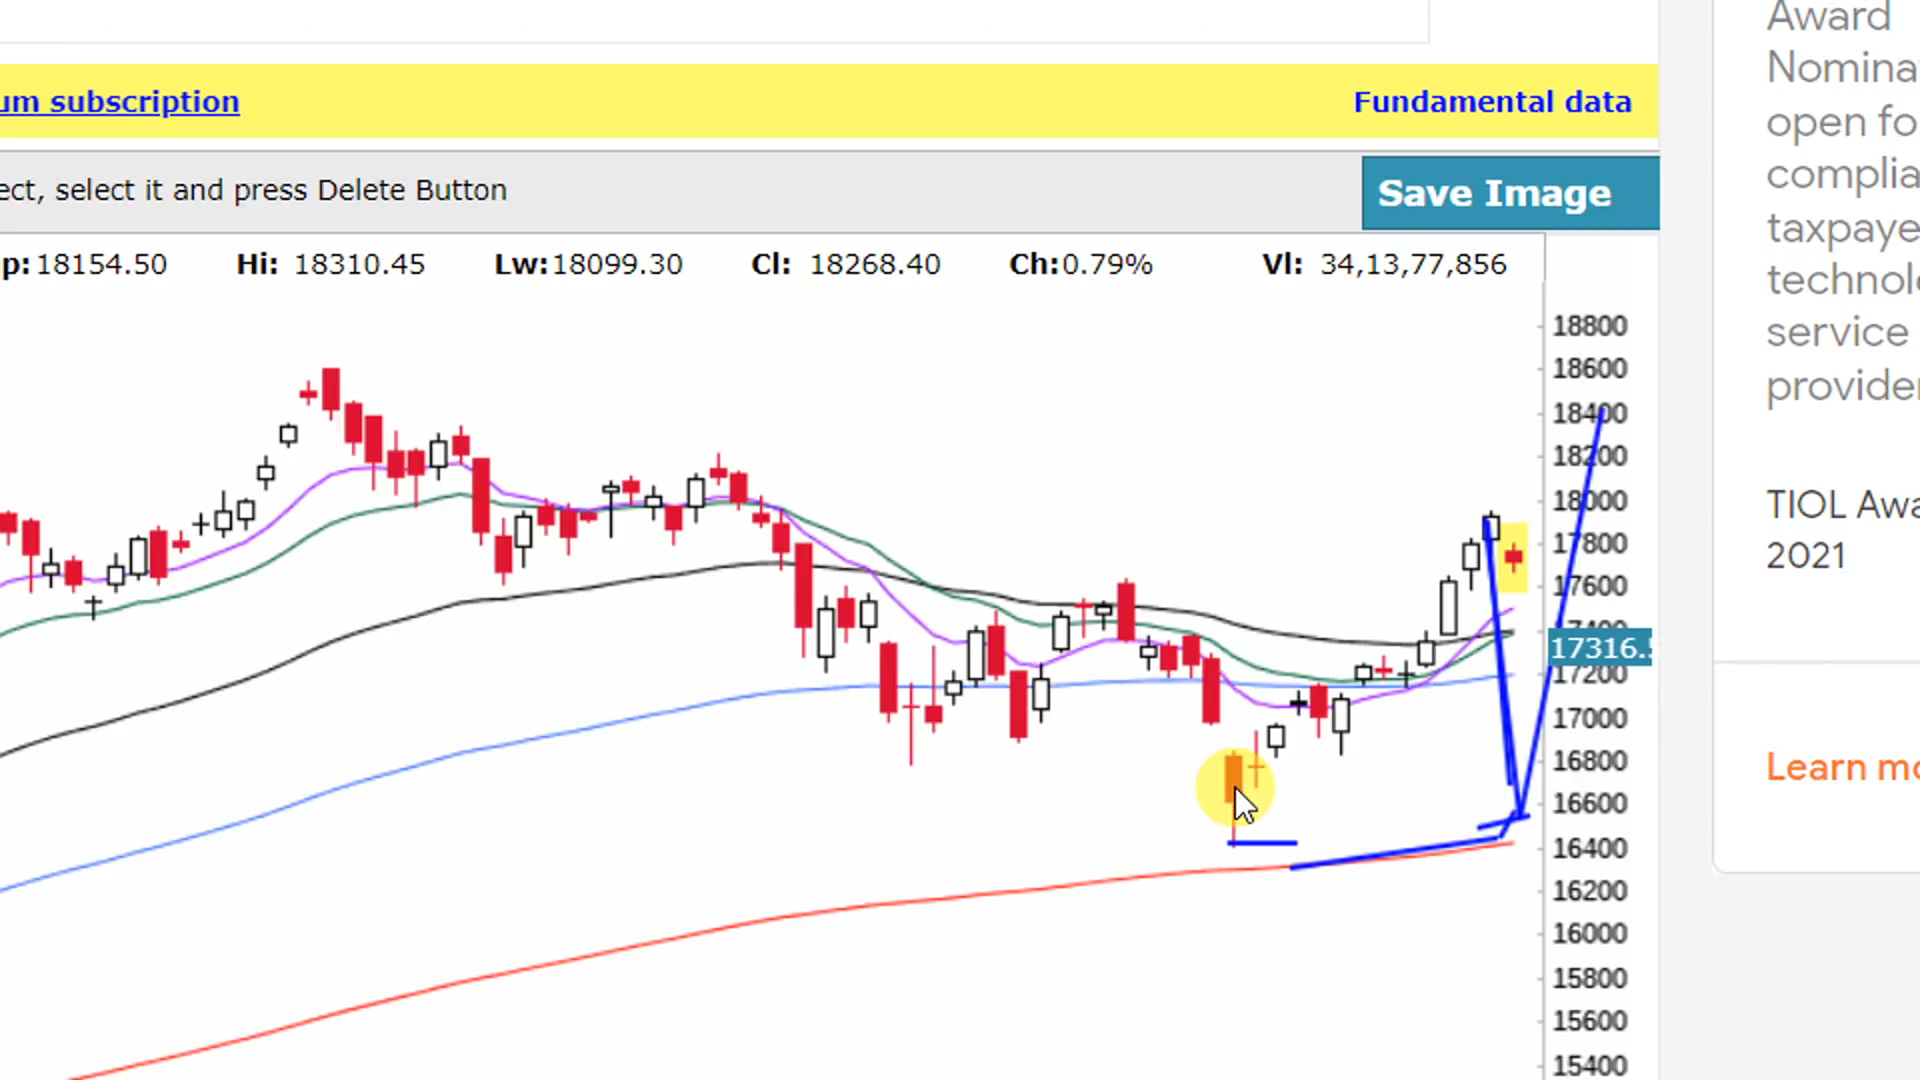 um subscription
Fundamental data
ect, select it and press Delete Button
Save Image
p: 18154.50 Hi: 18310.45 Lw: 18099.30 Cl: 18268.40 Ch: 0.79% Vl: 34,13,77,856
18800
18600
18400
18200
18000
17800
17600
17400
17316.5
17200
17000
16800
16600
16400
16200
16000
15800
15600
15400
Award
Nomina
open fo
complia
taxpaye
technolo
service
provider
TIOL Awa
2021
Learn mo